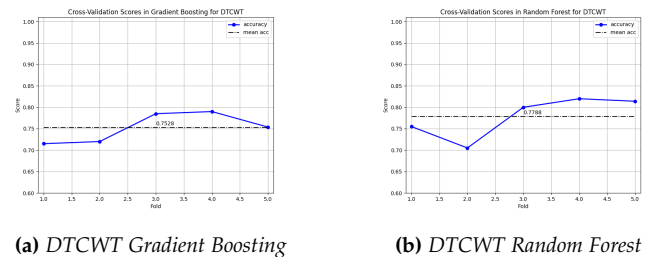 Cross-Validation Scores in Gradient Boosting for DTCWT
1.00
0.95
0.90
0.85
0.80
0.75
0.70
0.65
0.60
Score
accuracy
mean acc
0.7528
1.0 1.5 2.0 2.5 3.0 3.5 4.0 4.5 5.0
Fold
(a) DTCWT Gradient Boosting
Cross-Validation Scores in Random Forest for DTCWT
1.00
0.95
0.90
0.85
0.80
0.75
0.70
0.65
0.60
Score
accuracy
mean acc
0.7788
1.0 1.5 2.0 2.5 3.0 3.5 4.0 4.5 5.0
Fold
(b) DTCWT Random Forest